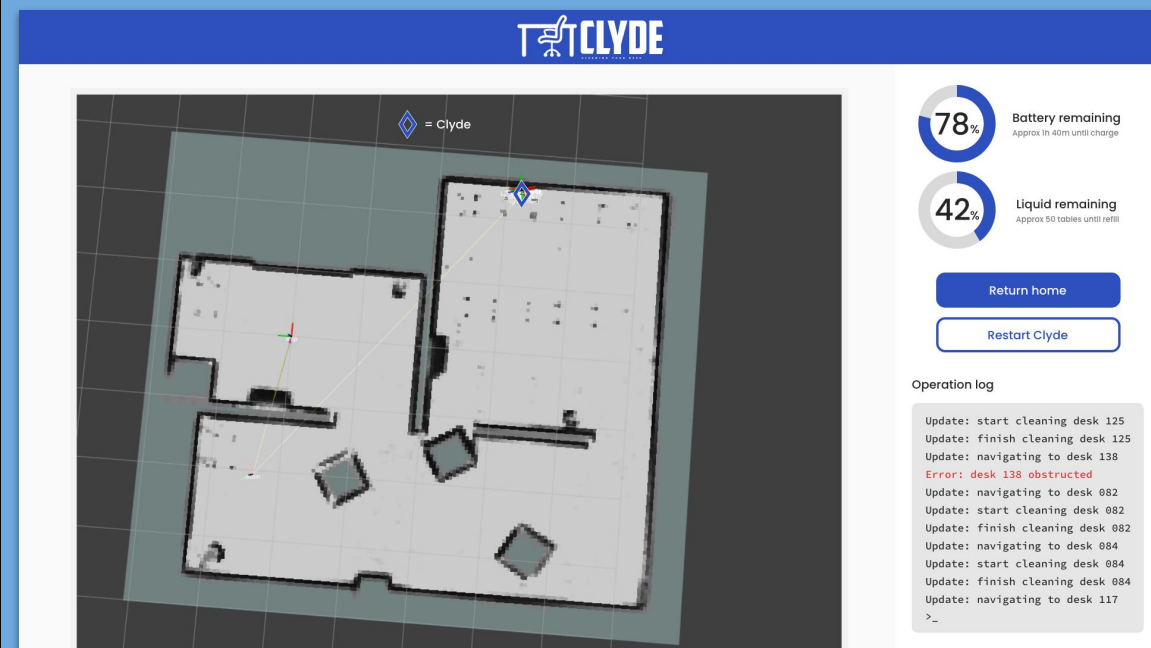 CLYDE
CLEANING YOUR DESK
= Clyde
78%
Battery remaining
Approx 1h 40m until charge
42%
Liquid remaining
Approx 50 tables until refill
Return home
Restart Clyde
Operation log
Update: start cleaning desk 125
Update: finish cleaning desk 125
Update: navigating to desk 138
Error: desk 138 obstructed
Update: navigating to desk 082
Update: start cleaning desk 082
Update: finish cleaning desk 082
Update: navigating to desk 084
Update: start cleaning desk 084
Update: finish cleaning desk 084
Update: navigating to desk 117
>_